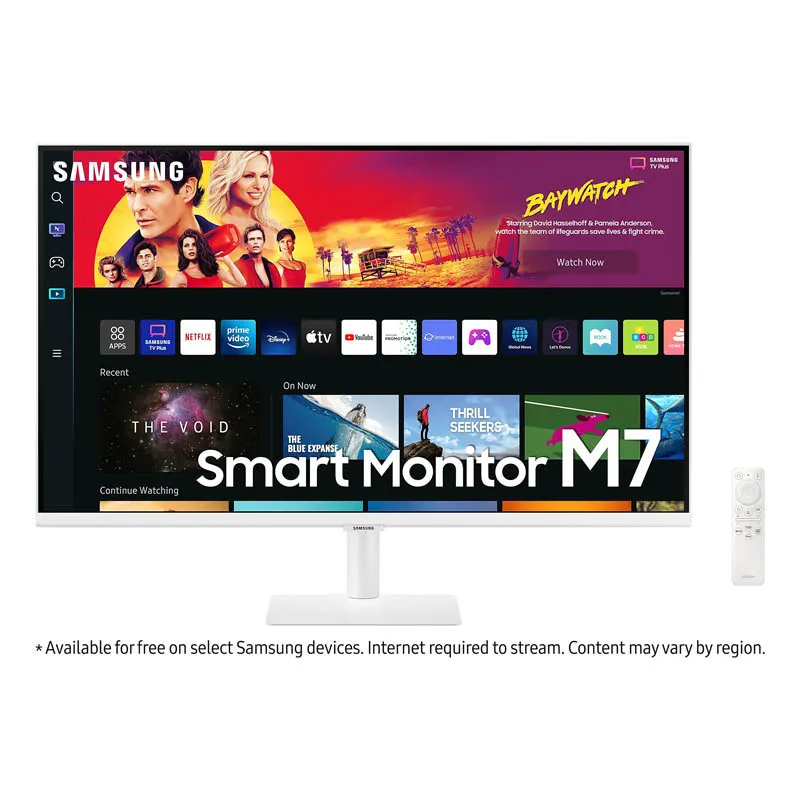 SAMSUNG
SAMSUNG
TV Plus
BAYWATCH
Starring David Hasselhoff & Pamela Anderson,
watch the team of lifeguards save lives & fight crime.
Watch Now
Sponsored
APPS
SAMSUNG
TV Plus
NETFLIX
prime
video
Disney+
tv
YouTube
PROMOTION
internet
Global News
Let's Dance
BOOK
B C D
KIDS
Recent
On Now
THE VOID
THE
BLUE EXPANSE
THRILL
SEEKERS
Smart Monitor M7
Continue Watching
SAMSUNG
* Available for free on select Samsung devices. Internet required to stream. Content may vary by region.